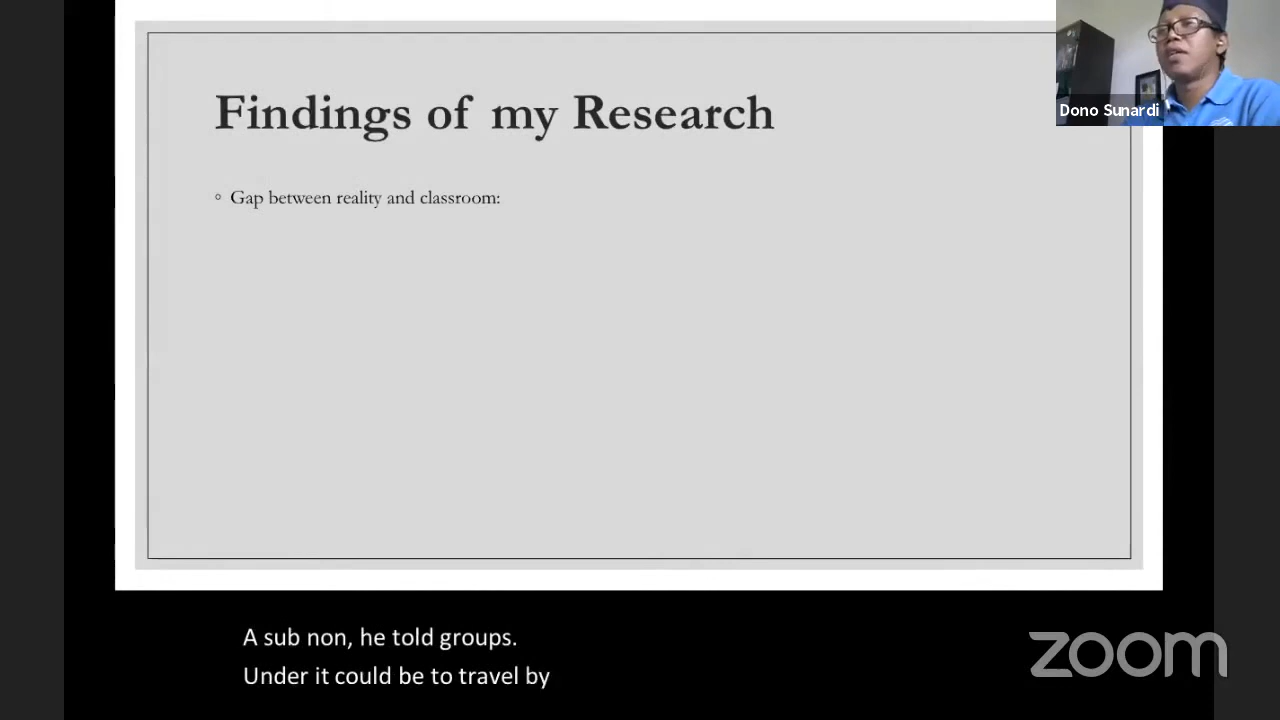 Findings of my Research
Gap between reality and classroom:
Dono Sunardi
A sub non, he told groups.
Under it could be to travel by
zoom